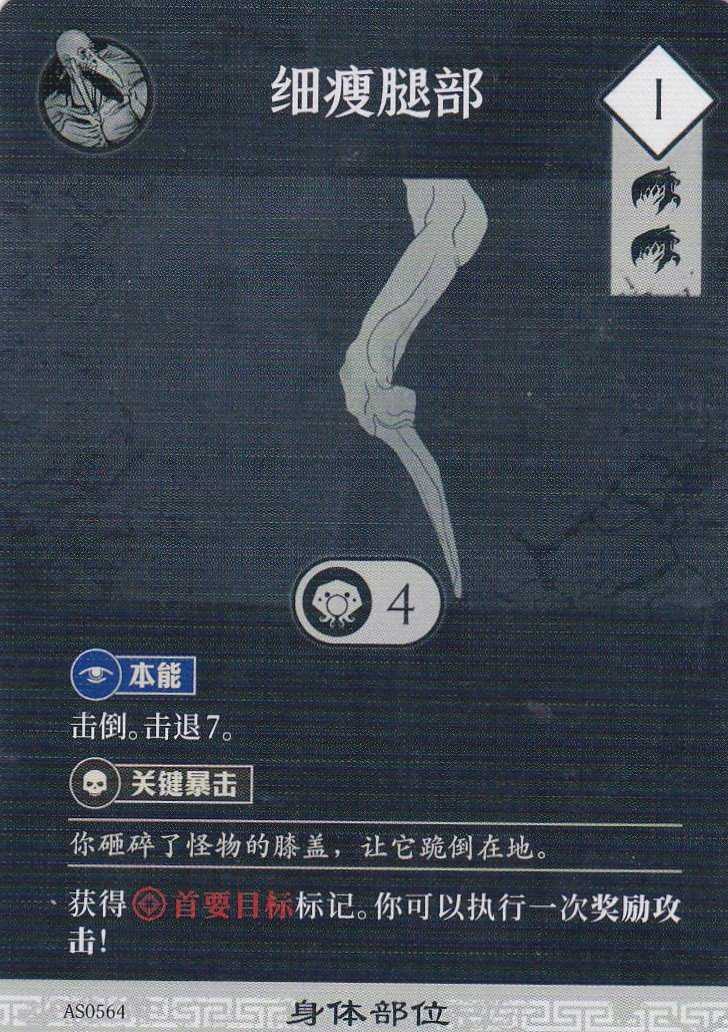 细瘦腿部
I
4
本能
击倒。击退7。
关键暴击
你砸碎了怪物的膝盖，让它跪倒在地。
获得首要目标标记。你可以执行一次奖励攻
击！
AS0564
身体部位